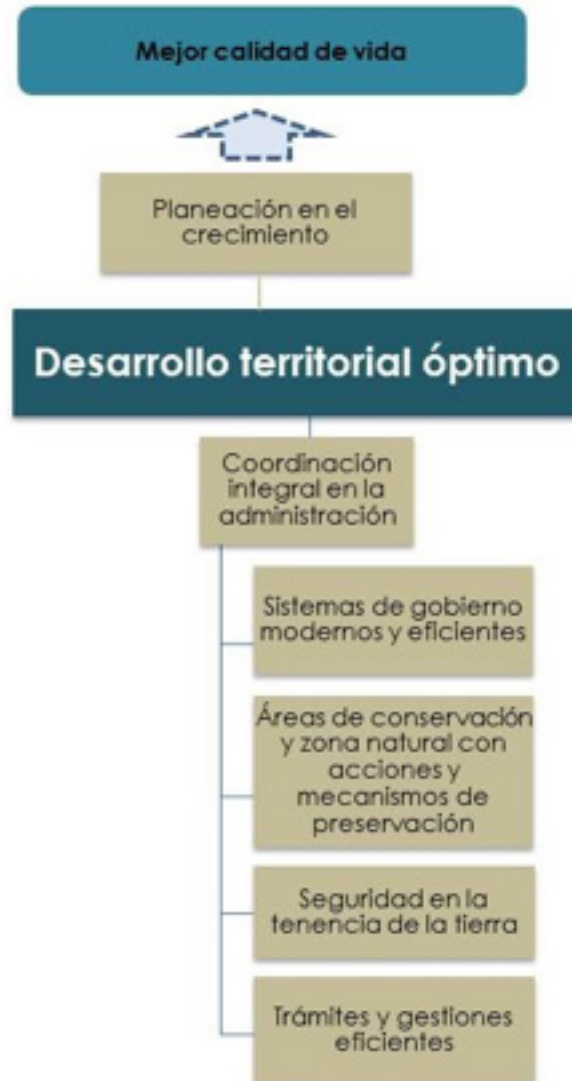 Mejor calidad de vida
Planeación en el
crecimiento
Desarrollo territorial óptimo
Coordinación
integral en la
administración
Sistemas de gobierno
modernos y eficientes
Áreas de conservación
y zona natural con
acciones y
mecanismos de
preservación
Seguridad en la
tenencia de la tierra
Trámites y gestiones
eficientes